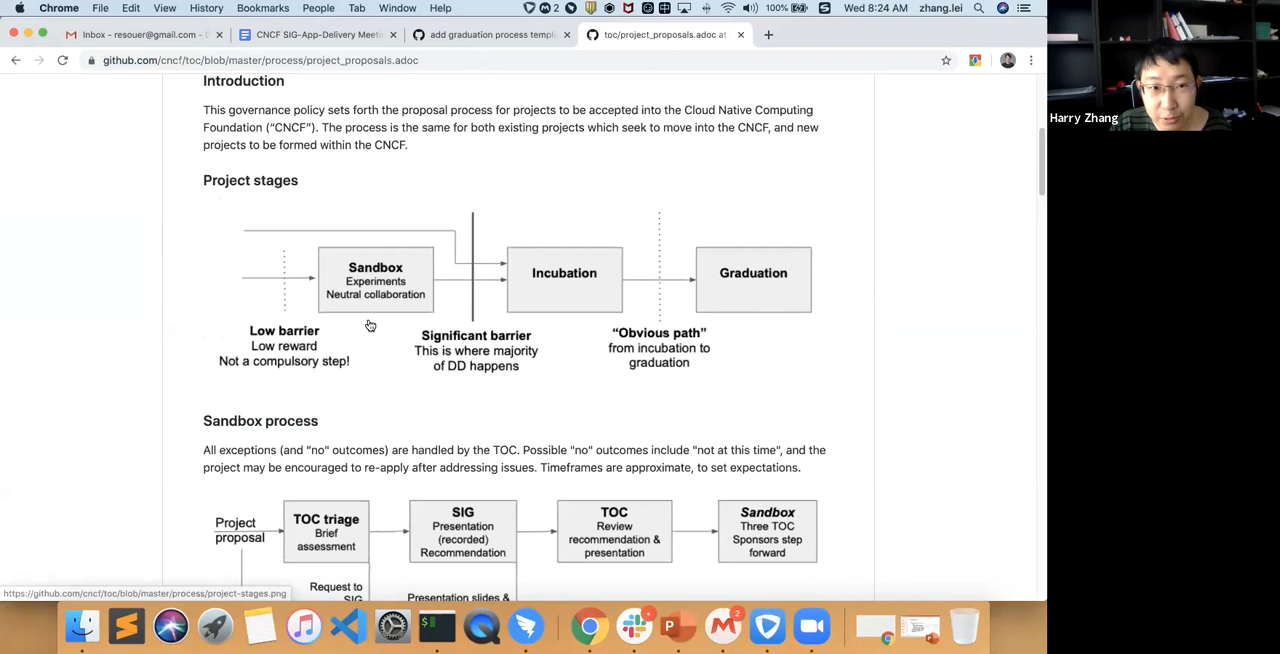 Chrome File Edit View History Bookmarks People Tab Window Help
2 100% Wed 8:24 AM zhang.lei
Inbox - resouer@gmail.com -
CNCF SIG-App-Delivery Meeti
add graduation process templ
toc/project_proposals.adoc at
github.com/cncf/toc/blob/master/process/project_proposals.adoc
Harry Zhang
Introduction
This governance policy sets forth the proposal process for projects to be accepted into the Cloud Native Computing
Foundation (“CNCF”). The process is the same for both existing projects which seek to move into the CNCF, and new
projects to be formed within the CNCF.
Project stages
Sandbox
Experiments
Neutral collaboration
Incubation
Graduation
Low barrier
Low reward
Not a compulsory step!
Significant barrier
This is where majority
of DD happens
“Obvious path”
from incubation to
graduation
Sandbox process
All exceptions (and "no" outcomes) are handled by the TOC. Possible "no" outcomes include "not at this time", and the
project may be encouraged to re-apply after addressing issues. Timeframes are approximate, to set expectations.
Project
proposal
TOC triage
Brief
assessment
SIG
Presentation
(recorded)
Recommendation
TOC
Review
recommendation &
presentation
Sandbox
Three TOC
Sponsors step
forward
Request to
SIG
Presentation slides &
https://github.com/cncf/toc/blob/master/process/project-stages.png
2